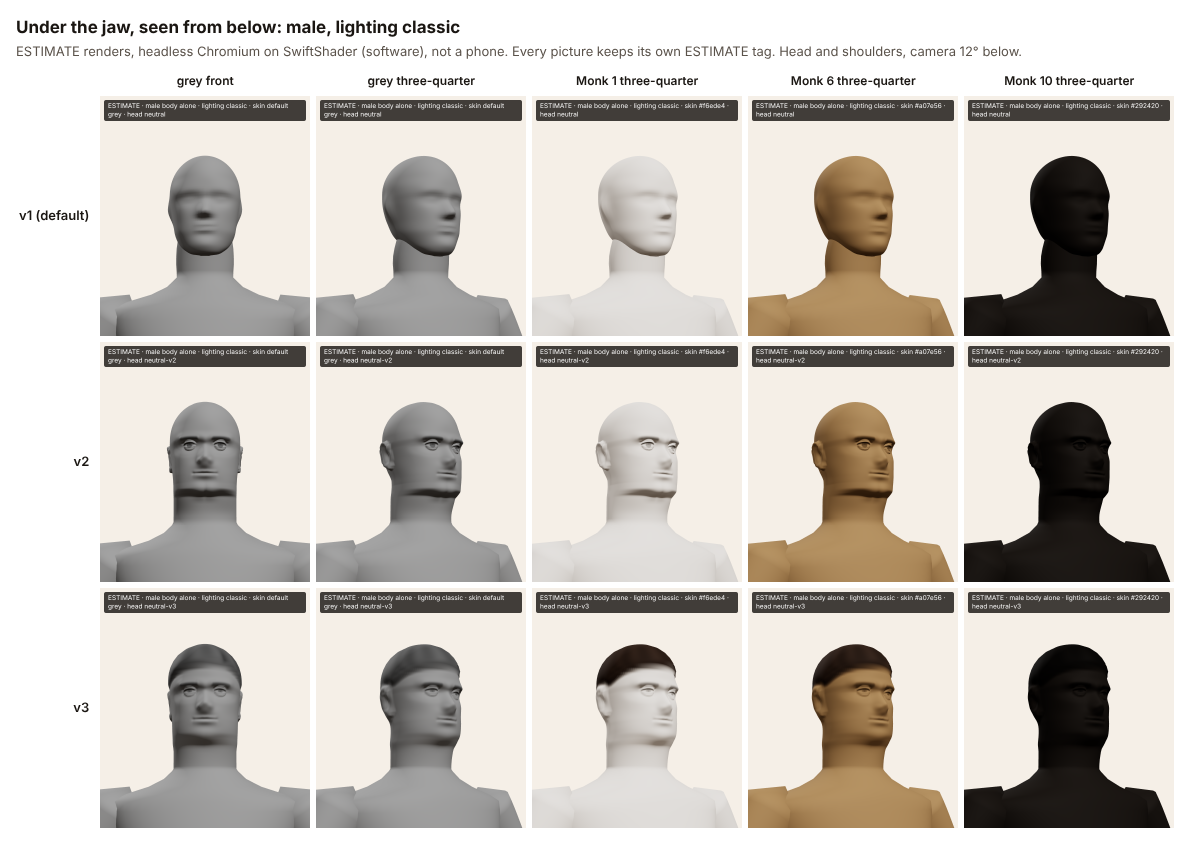 Under the jaw, seen from below: male, lighting classic
ESTIMATE renders, headless Chromium on SwiftShader (software), not a phone. Every picture keeps its own ESTIMATE tag. Head and shoulders, camera 12° below.
grey front
grey three-quarter
Monk 1 three-quarter
Monk 6 three-quarter
Monk 10 three-quarter
v1 (default)
ESTIMATE · male body alone · lighting classic · skin default
grey · head neutral
ESTIMATE · male body alone · lighting classic · skin default
grey · head neutral
ESTIMATE · male body alone · lighting classic · skin #f6ede4 ·
head neutral
ESTIMATE · male body alone · lighting classic · skin #a07e56 ·
head neutral
ESTIMATE · male body alone · lighting classic · skin #292420 ·
head neutral
v2
ESTIMATE · male body alone · lighting classic · skin default
grey · head neutral-v2
ESTIMATE · male body alone · lighting classic · skin default
grey · head neutral-v2
ESTIMATE · male body alone · lighting classic · skin #f6ede4 ·
head neutral-v2
ESTIMATE · male body alone · lighting classic · skin #a07e56 ·
head neutral-v2
ESTIMATE · male body alone · lighting classic · skin #292420 ·
head neutral-v2
v3
ESTIMATE · male body alone · lighting classic · skin default
grey · head neutral-v3
ESTIMATE · male body alone · lighting classic · skin default
grey · head neutral-v3
ESTIMATE · male body alone · lighting classic · skin #f6ede4 ·
head neutral-v3
ESTIMATE · male body alone · lighting classic · skin #a07e56 ·
head neutral-v3
ESTIMATE · male body alone · lighting classic · skin #292420 ·
head neutral-v3